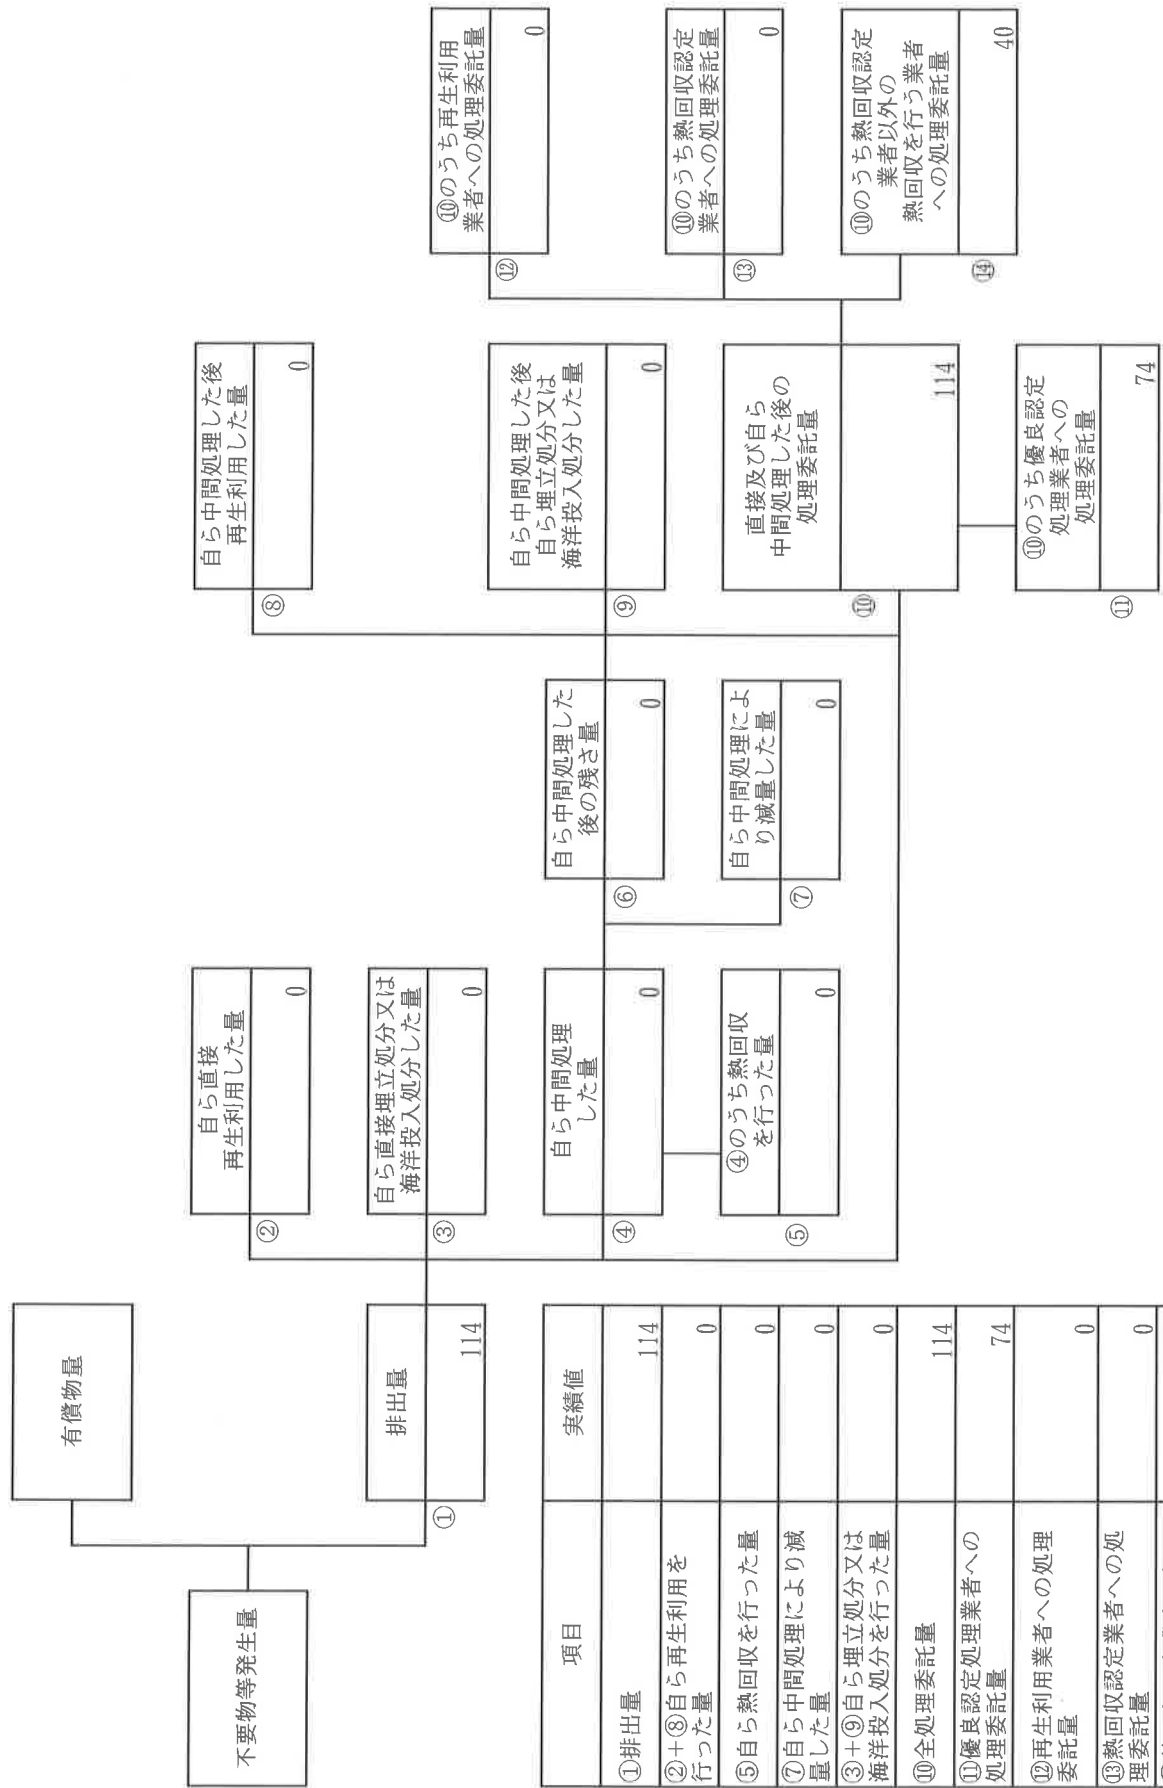 有償物量
不要物等発生量
①
排出量
114
②
自ら直接
再生利用した量
0
③
自ら直接埋立処分又は
海洋投入処分した量
0
④
自ら中間処理
した量
0
⑤
④のうち熱回収
を行った量
0
⑥
自ら中間処理した
後の残さ量
0
⑦
自ら中間処理によ
り減量した量
0
⑧
自ら中間処理した後
再生利用した量
0
⑨
自ら中間処理した後
自ら埋立処分又は
海洋投入処分した量
0
⑩
直接及び自ら
中間処理した後の
処理委託量
114
⑪
⑩のうち優良認定
処理業者への
処理委託量
74
⑫
⑩のうち再生利用
業者への処理委託量
0
⑬
⑩のうち熱回収認定
業者への処理委託量
0
⑭
⑩のうち熱回収認定
業者以外の
熱回収を行う業者
への処理委託量
40
項目
実績値
①排出量
114
②+⑧自ら再生利用を
行った量
0
⑤自ら熱回収を行った量
0
⑦自ら中間処理により減
量した量
0
③+⑨自ら埋立処分又は
海洋投入処分を行った量
0
⑩全処理委託量
114
⑪優良認定処理業者への
処理委託量
74
⑫再生利用業者への処理
委託量
0
⑬熱回収認定業者への処
理委託量
0